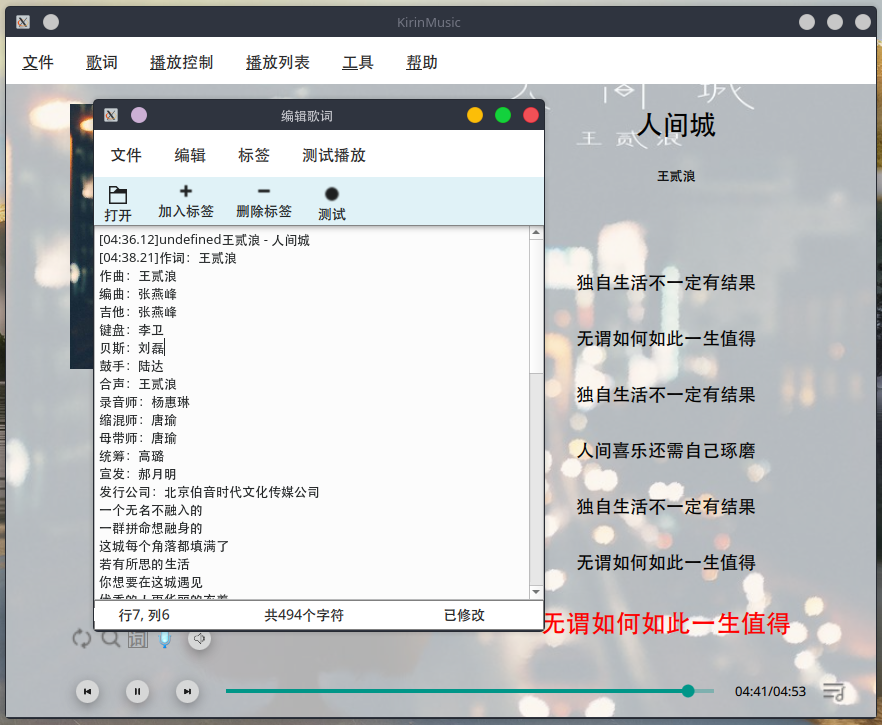 KirinMusic
文件 歌词 播放控制 播放列表 工具 帮助
编辑歌词
文件 编辑 标签 测试播放
打开 加入标签 删除标签 测试
[04:36.12]undefined王贰浪 - 人间城
[04:38.21]作词：王贰浪
作曲：王贰浪
编曲：张燕峰
吉他：张燕峰
键盘：李卫
贝斯：刘磊
鼓手：陆达
合声：王贰浪
录音师：杨惠琳
缩混师：唐瑜
母带师：唐瑜
统筹：高璐
宣发：郝月明
发行公司：北京伯音时代文化传媒公司
一个无名不融入的
一群拼命想融身的
这城每个角落都填满了
若有所思的生活
你想要在这城遇见
行7, 列6 共494个字符 已修改
人间城
王贰浪
人间城
王贰浪
独自生活不一定有结果
无谓如何如此一生值得
独自生活不一定有结果
人间喜乐还需自己琢磨
独自生活不一定有结果
无谓如何如此一生值得
无谓如何如此一生值得
词
04:41/04:53